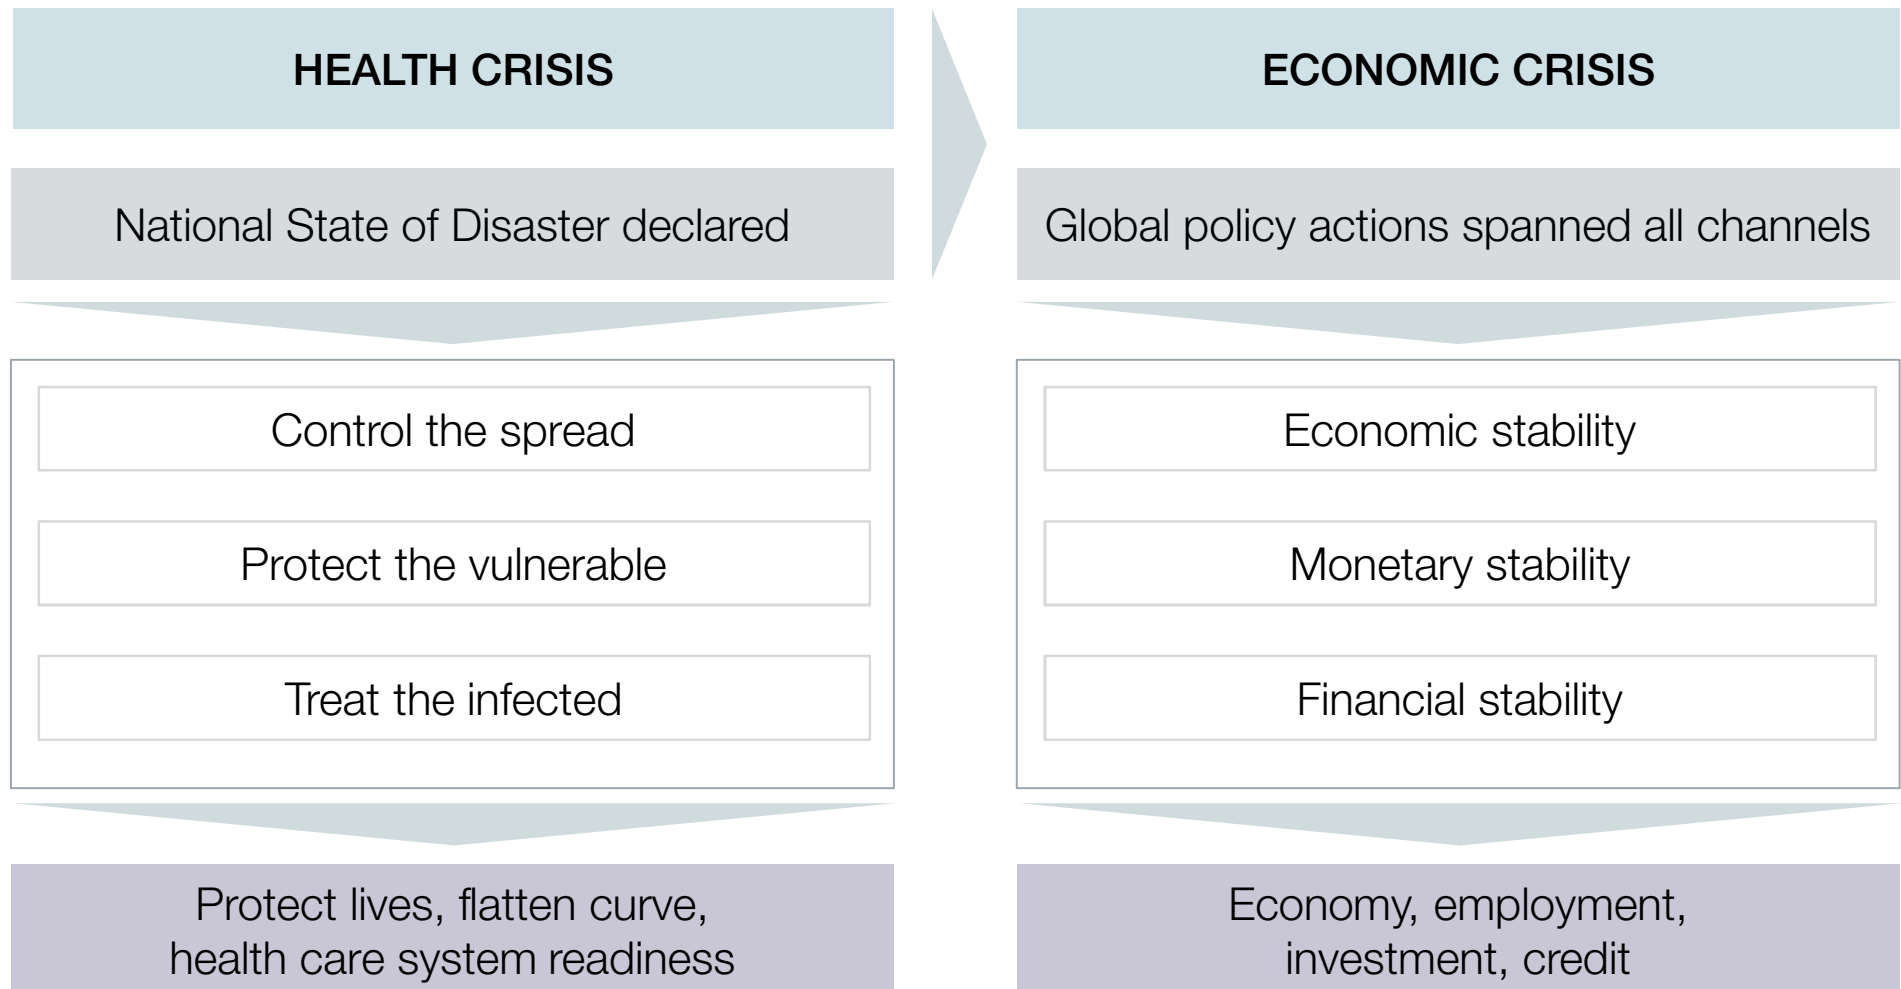 HEALTH CRISIS
National State of Disaster declared
Control the spread
Protect the vulnerable
Treat the infected
Protect lives, flatten curve,
health care system readiness
ECONOMIC CRISIS
Global policy actions spanned all channels
Economic stability
Monetary stability
Financial stability
Economy, employment,
investment, credit